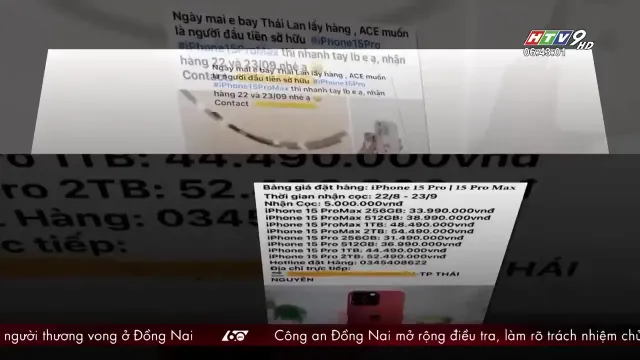 Ngày mai e bay Thái Lan lấy hàng , ACE muốn
là người đầu tiên sở hữu #iPhone15Pro
#iPhone15ProMax thì nhanh tay Ib e ạ, nhận
hàng 22 và 23/09 nhé ạ
Contact
Ngày mai e bay Thái Lan lấy hàng , ACE muốn
là người đầu tiên sở hữu #iPhone15Pro
#iPhone15ProMax thì nhanh tay Ib e ạ, nhận
hàng 22 và 23/09 nhé ạ
Contact :
HTV9 HD
06:43:01
Pro 1TB: 44.490.000vnđ
Pro 2TB: 52.
Hàng: 0345
tiếp:
THÁI
Bảng giá đặt hàng: iPhone 15 Pro | 15 Pro Max
Thời gian nhận cọc: 22/8 - 23/9
Nhận Cọc: 5.000.000vnđ
iPhone 15 ProMax 256GB: 33.990.000vnđ
iPhone 15 ProMax 512GB: 38.990.000vnđ
iPhone 15 ProMax 1TB: 48.490.000vnđ
iPhone 15 ProMax 2TB: 54.490.000vnđ
iPhone 15 Pro 256GB: 31.490.000vnđ
iPhone 15 Pro 512GB: 36.990.000vnđ
iPhone 15 Pro 1TB: 44.490.000vnđ
iPhone 15 Pro 2TB: 52.490.000vnđ
Hotline đặt Hàng: 0345408622
Địa chỉ trực tiếp:
-TP THÁI
NGUYÊN
người thương vong ở Đồng Nai
60
Công an Đồng Nai mở rộng điều tra, làm rõ trách nhiệm